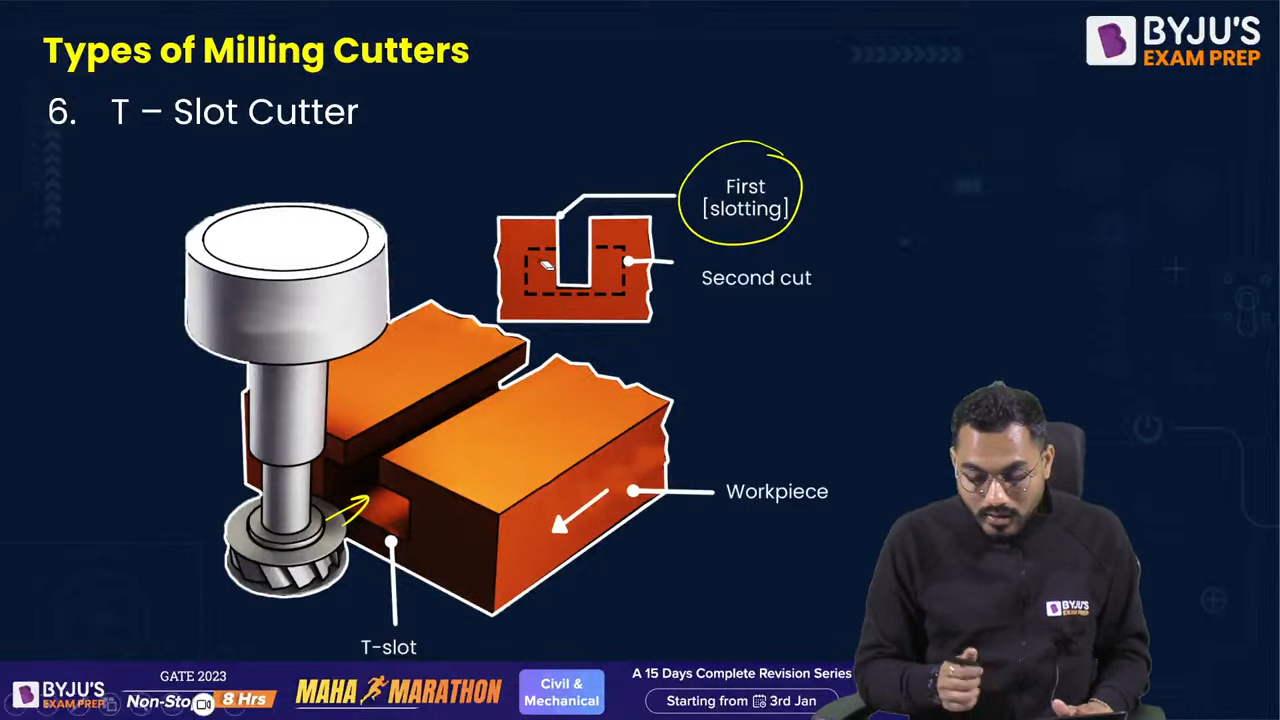 Types of Milling Cutters
BYJU'S
EXAM PREP
6. T – Slot Cutter
First
[slotting]
Second cut
Workpiece
T-slot
BYJU'S
BYJU'S
EXAM PREP
GATE 2023
Non-Sto
8 Hrs
MAHA MARATHON
Civil &
Mechanical
A 15 Days Complete Revision Series
Starting from 3rd Jan